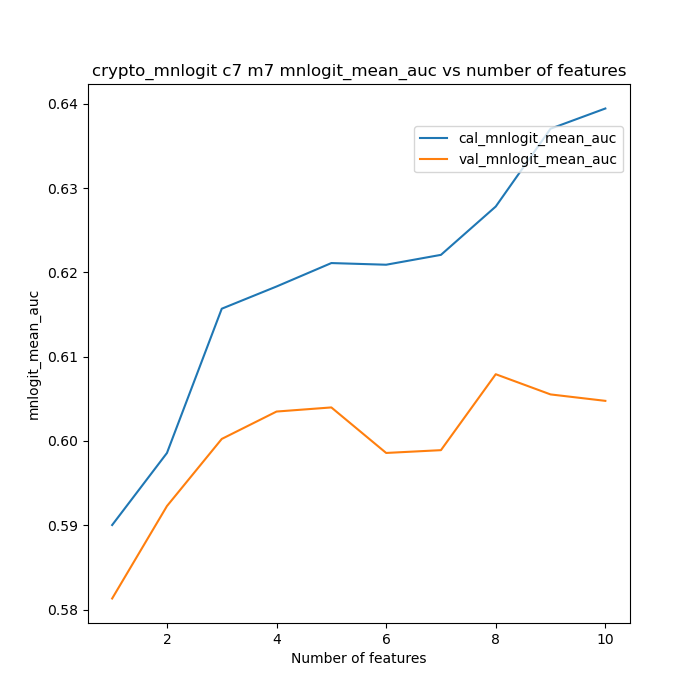 crypto_mnlogit c7 m7 mnlogit_mean_auc vs number of features
0.64
0.63
0.62
0.61
0.60
0.59
0.58
mnlogit_mean_auc
cal_mnlogit_mean_auc
val_mnlogit_mean_auc
2
4
6
8
10
Number of features